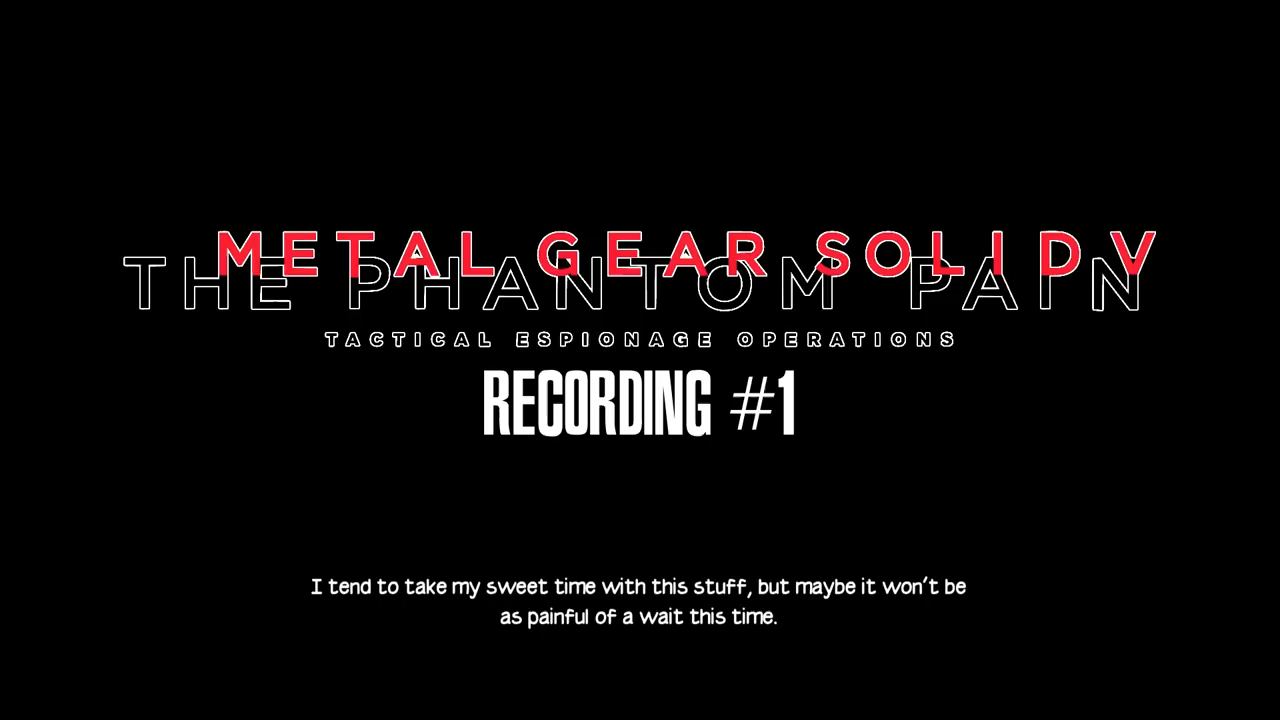 METAL GEAR SOLID V
THE PHANTOM PAIN
TACTICAL ESPIONAGE OPERATIONS
RECORDING #1
I tend to take my sweet time with this stuff, but maybe it won't be
as painful of a wait this time.